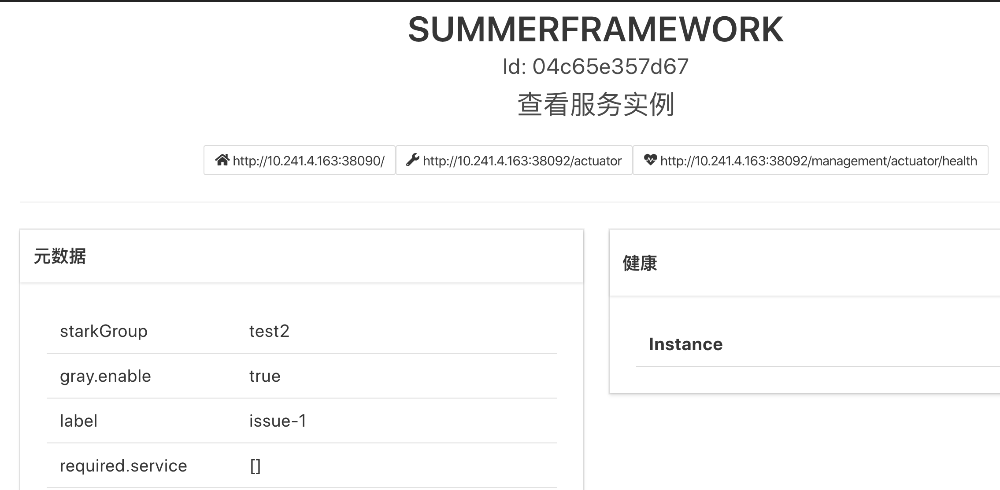 SUMMERFRAMEWORK
Id: 04c65e357d67
查看服务实例
http://10.241.4.163:38090/ http://10.241.4.163:38092/actuator http://10.241.4.163:38092/management/actuator/health
元数据
starkGroup test2
gray.enable true
label issue-1
required.service []
健康
Instance